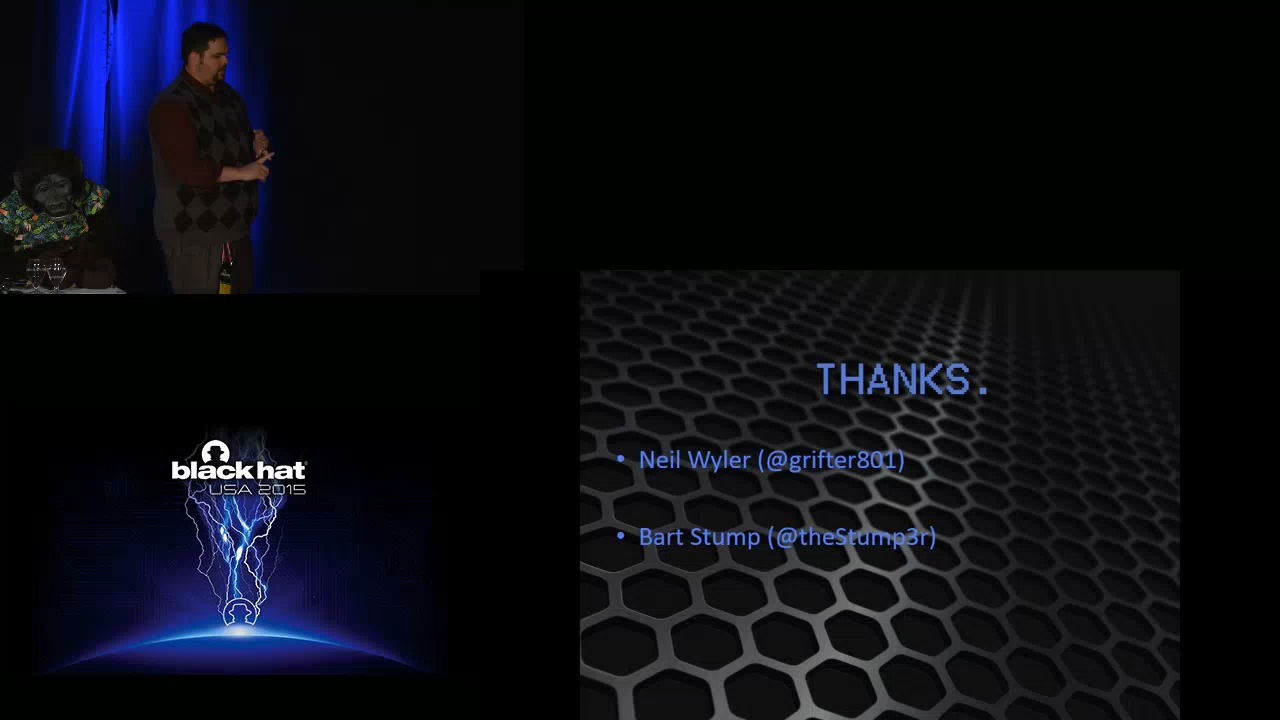 black hat
USA 2015
THANKS.
• Neil Wyler (@grifter801)
• Bart Stump (@theStump3r)